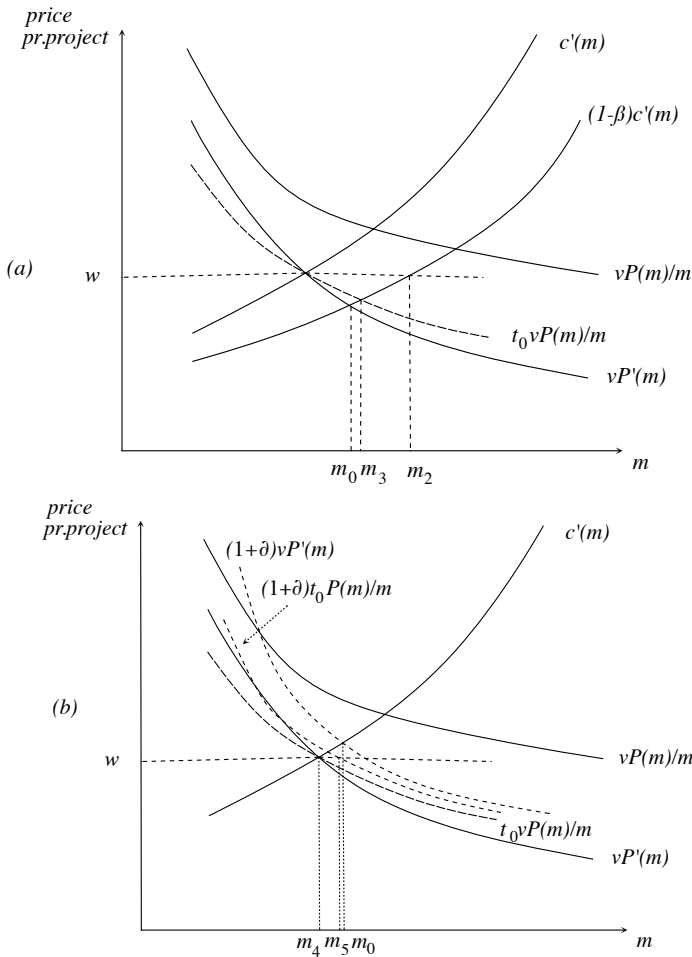 price
pr.project
c'(m)
(1-ß)c'(m)
(a)
w
vP(m)/m
t₀vP(m)/m
vP'(m)
m₀ m₃ m₂
m
price
pr.project
c'(m)
(1+∂)vP'(m)
(1+∂)t₀P(m)/m
(b)
w
vP(m)/m
t₀vP(m)/m
vP'(m)
m₄ m₅ m₀
m